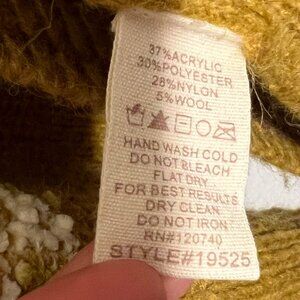 37%ACRYLIC
30%POLYESTER
28%NYLON
5%WOOL
HAND WASH COLD
DO NOT BLEACH
FLAT DRY
FOR BEST RESULTS
DRY CLEAN
DO NOT IRON
RN#120740
STYLE#19525